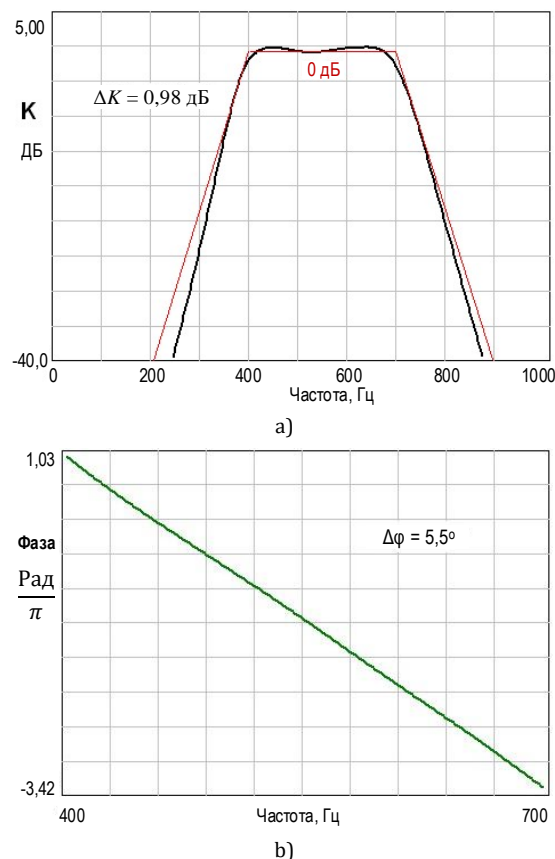 5,00
0 дБ
ΔK = 0,98 дБ
К
ДБ
-40,0
0 200 400 600 800 1000
Частота, Гц
a)
1,03
Δφ = 5,5º
Фаза
Рад
π
-3,42
400 Частота, Гц 700
b)